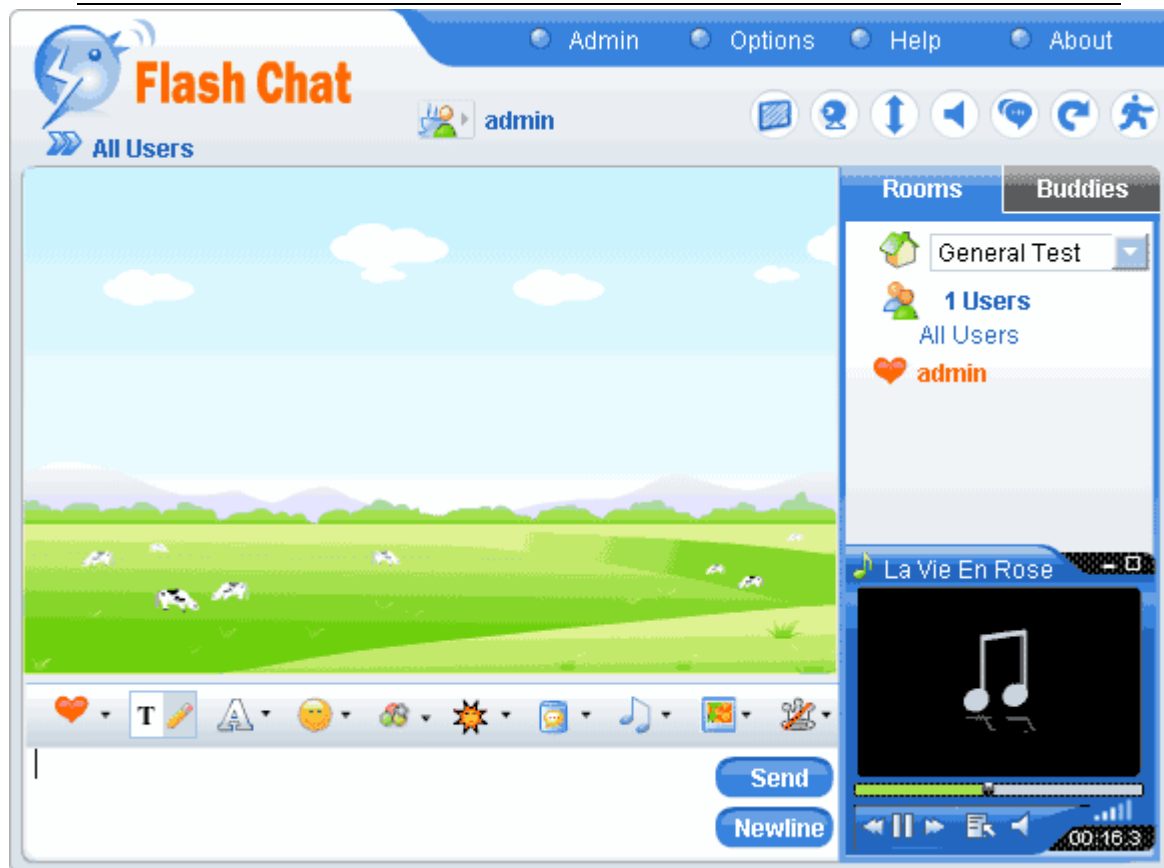 Admin Options Help About
Flash Chat
admin
All Users
Rooms Buddies
General Test
1 Users
All Users
admin
La Vie En Rose
T A
Send
Newline
00:16.3